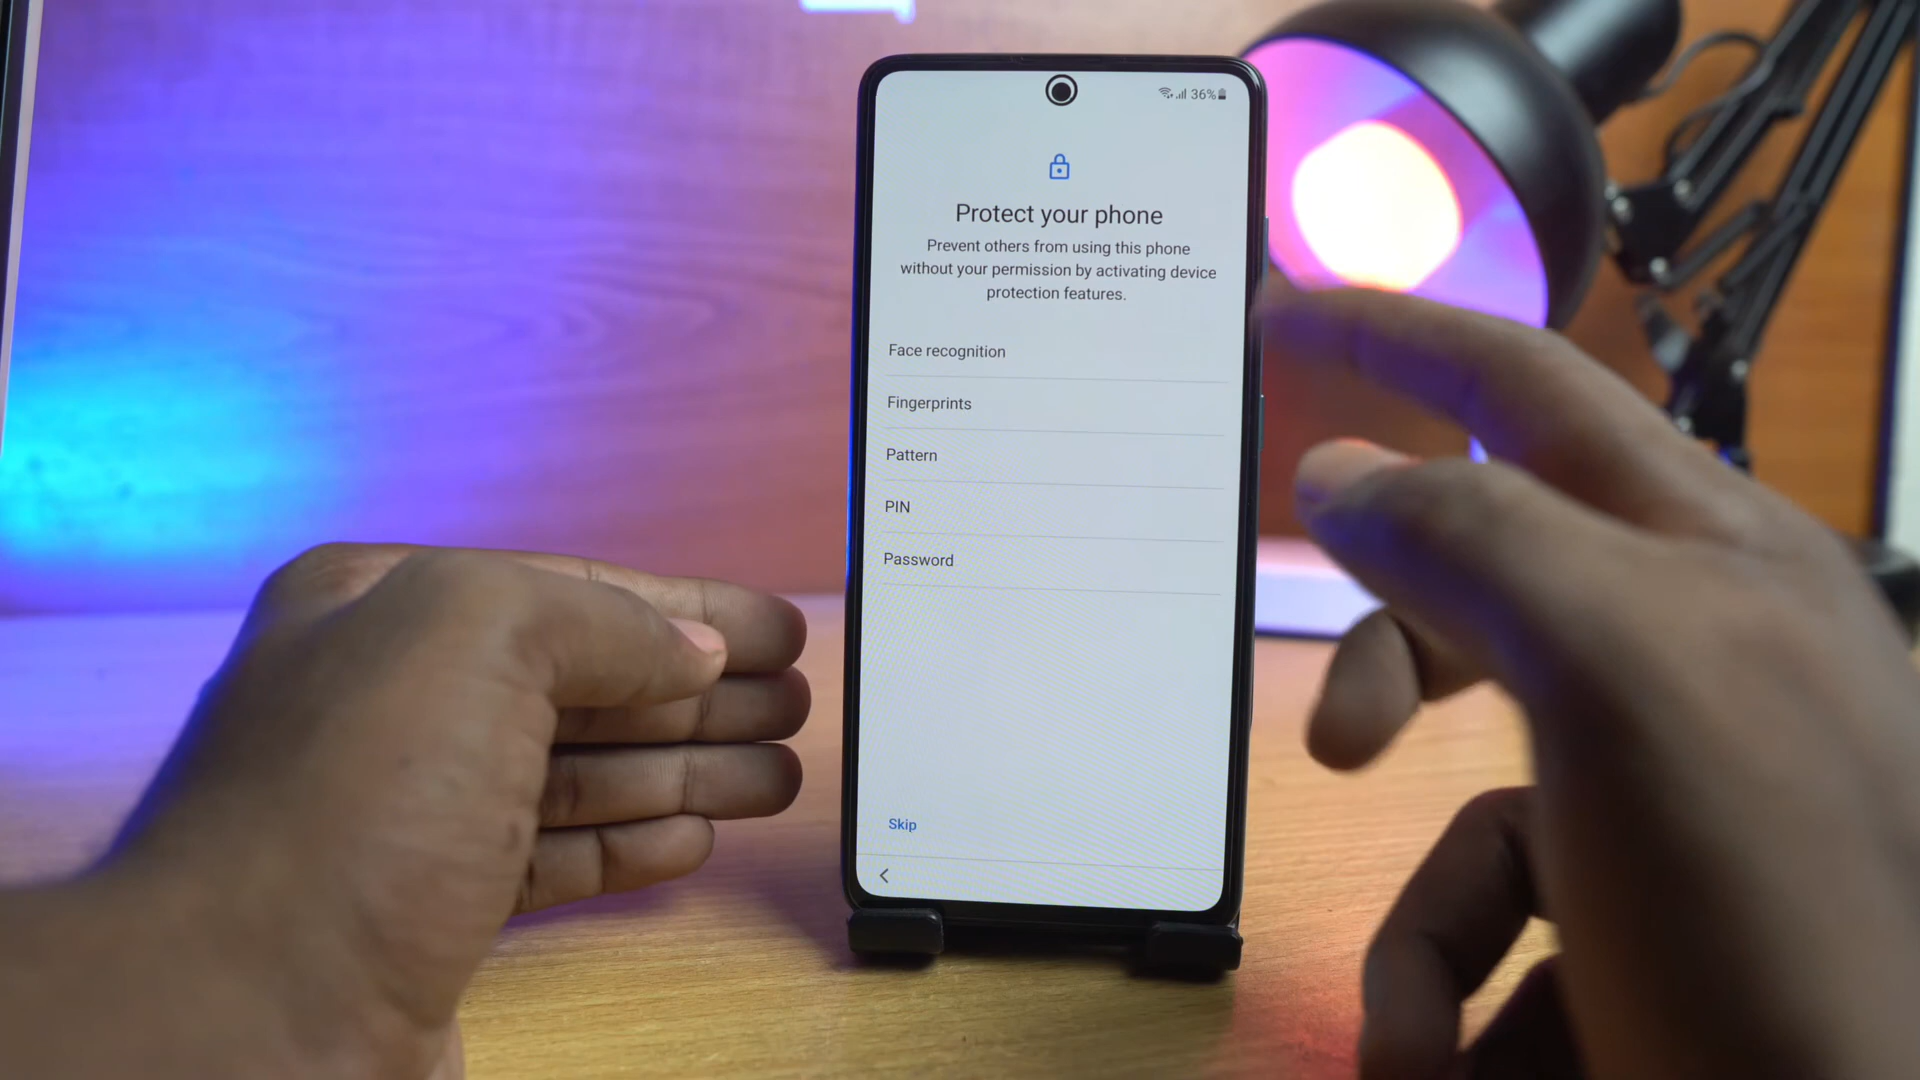 36%
Protect your phone
Prevent others from using this phone
without your permission by activating device
protection features.
Face recognition
Fingerprints
Pattern
PIN
Password
Skip